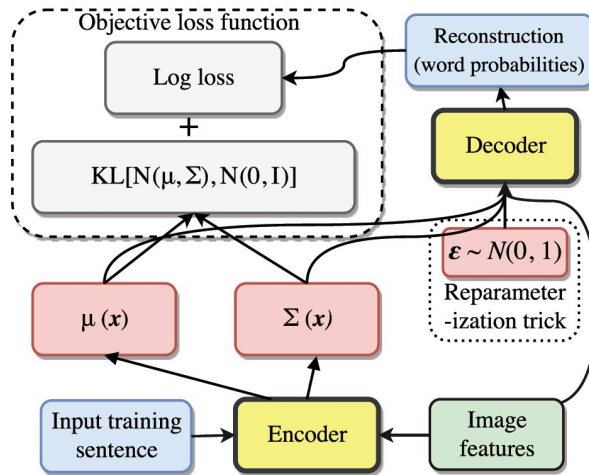 Objective loss function
Log loss
+
KL[N(μ, Σ), N(0, I)]
Reconstruction
(word probabilities)
Decoder
ε ~ N(0, 1)
Reparameter
-ization trick
μ (x)
Σ (x)
Input training
sentence
Encoder
Image
features